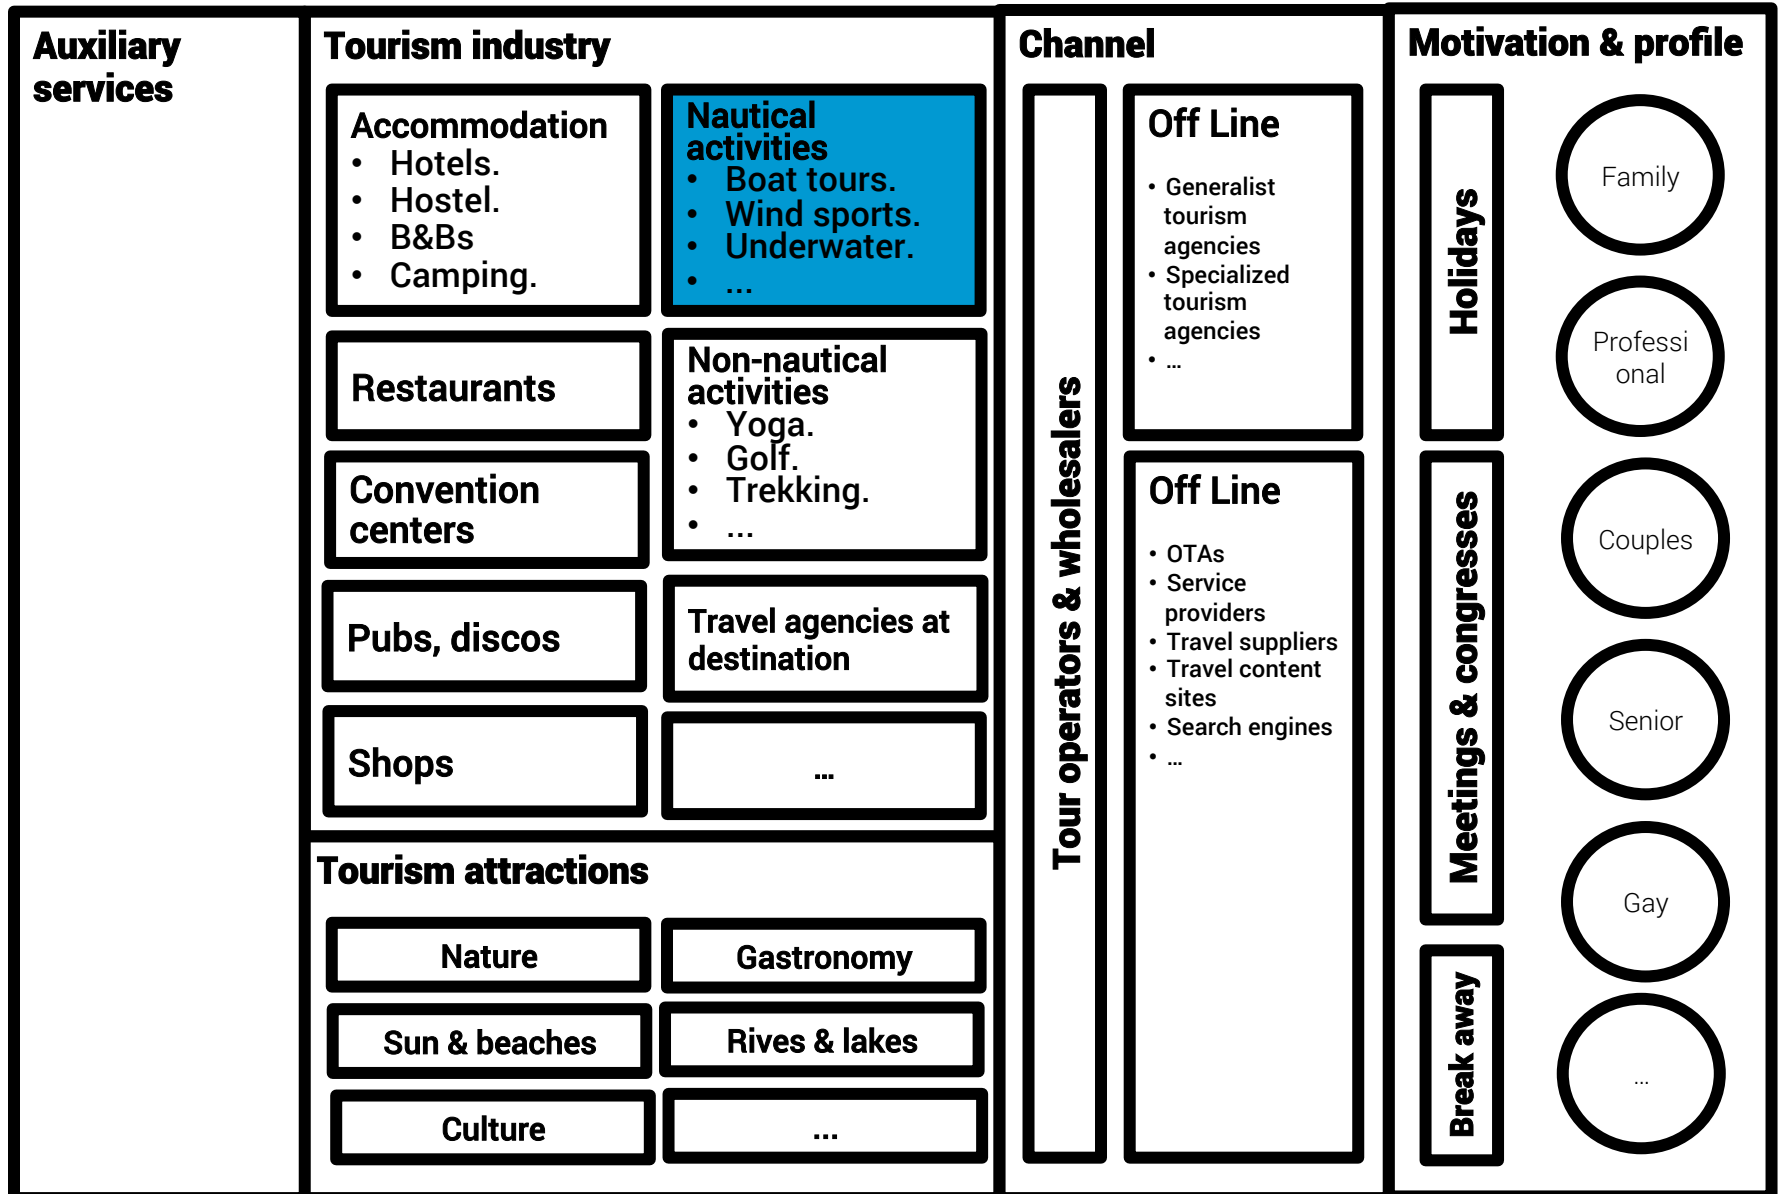 Auxiliary
services
Tourism industry
Accommodation
• Hotels.
• Hostel.
• B&Bs
• Camping.
Nautical
activities
• Boat tours.
• Wind sports.
• Underwater.
• ...
Restaurants
Non-nautical
activities
• Yoga.
• Golf.
• Trekking.
• ...
Convention
centers
Pubs, discos
Travel agencies at
destination
Shops
...
Tourism attractions
Nature
Gastronomy
Sun & beaches
Rives & lakes
Culture
...
Channel
Tour operators & wholesalers
Off Line
• Generalist
tourism
agencies
• Specialized
tourism
agencies
• ...
Off Line
• OTAs
• Service
providers
• Travel suppliers
• Travel content
sites
• Search engines
• ...
Motivation & profile
Holidays
Meetings & congresses
Break away
Family
Professi
onal
Couples
Senior
Gay
...